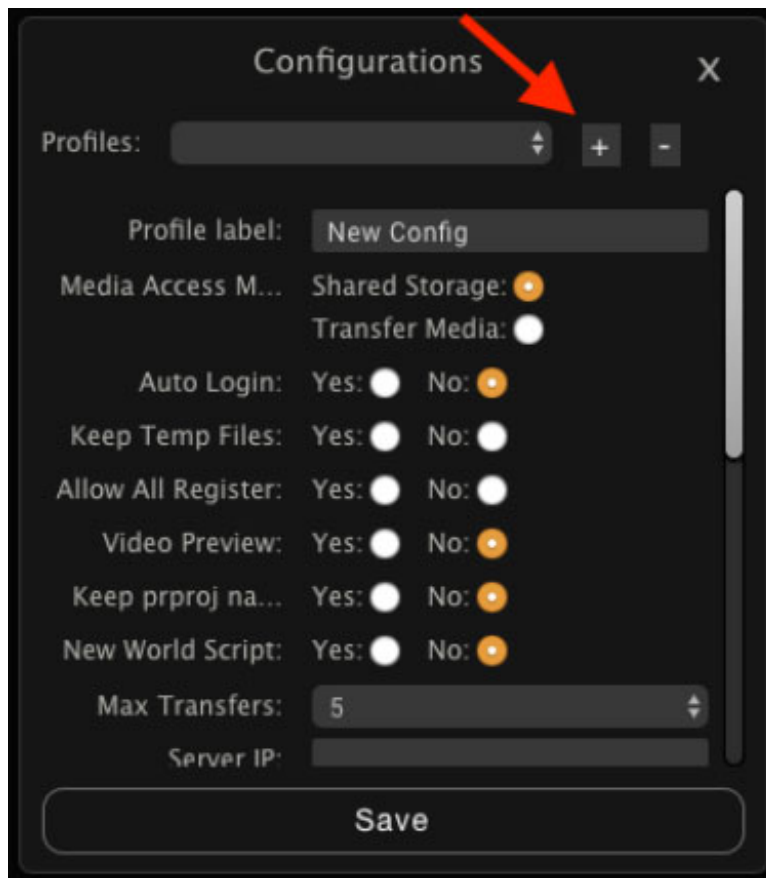 Configurations
X
Profiles: + -
Profile label: New Config
Media Access M... Shared Storage:
Transfer Media:
Auto Login: Yes: No:
Keep Temp Files: Yes: No:
Allow All Register: Yes: No:
Video Preview: Yes: No:
Keep prproj na... Yes: No:
New World Script: Yes: No:
Max Transfers: 5
Server IP:
Save